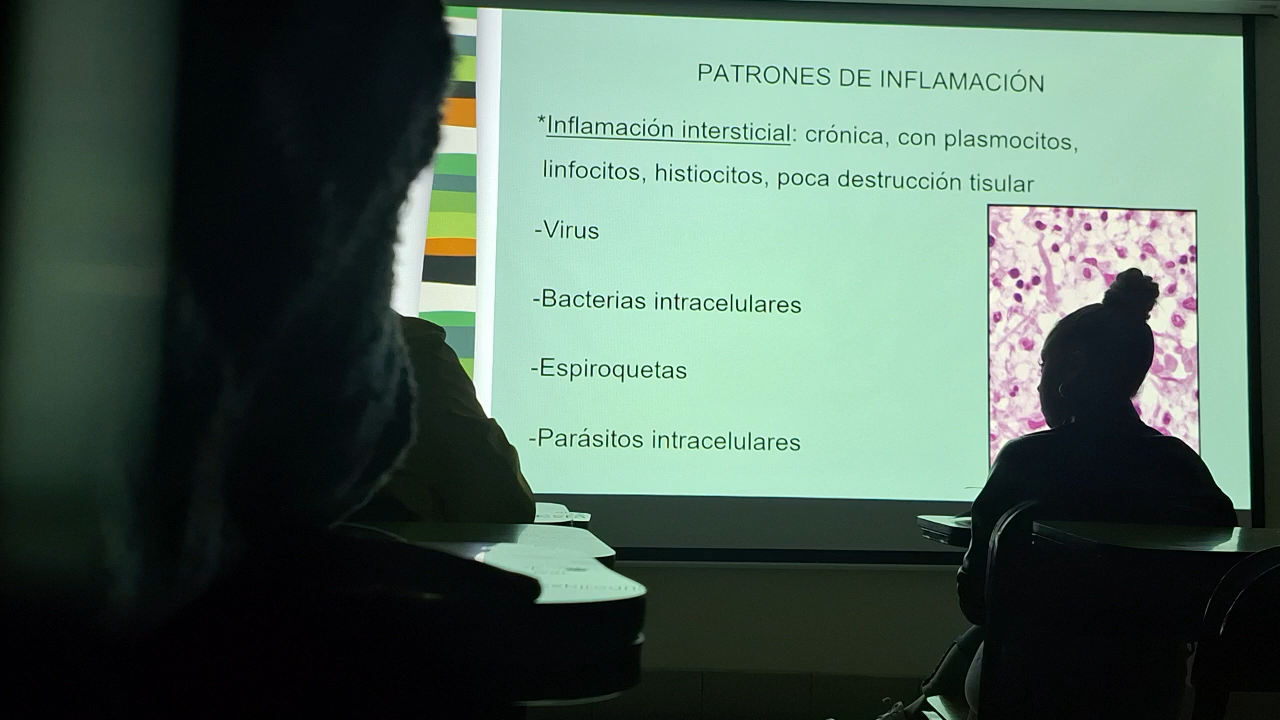 PATRONES DE INFLAMACIÓN
*Inflamación intersticial: crónica, con plasmocitos,
linfocitos, histiocitos, poca destrucción tisular
-Virus
-Bacterias intracelulares
-Espiroquetas
-Parásitos intracelulares